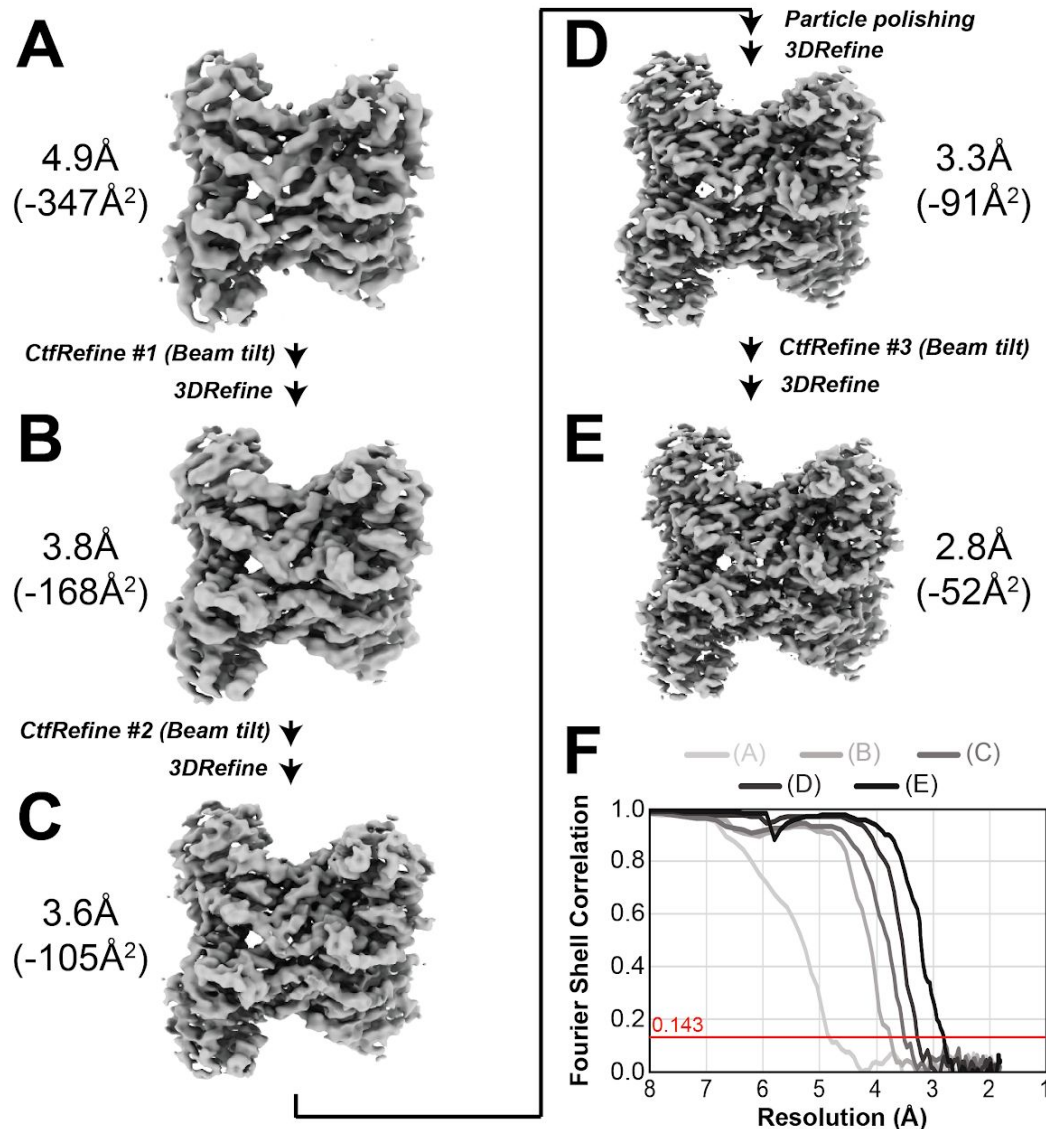 A
4.9Å
(-347Å²)
CtfRefine #1 (Beam tilt)
3DRefine
B
3.8Å
(-168Å²)
CtfRefine #2 (Beam tilt)
3DRefine
C
3.6Å
(-105Å²)
Particle polishing
3DRefine
D
3.3Å
(-91Å²)
CtfRefine #3 (Beam tilt)
3DRefine
E
2.8Å
(-52Å²)
F
(A) (B) (C)
(D) (E)
Fourier Shell Correlation
1.0
0.8
0.6
0.4
0.2
0.0
0.143
8 7 6 5 4 3 2 1
Resolution (Å)